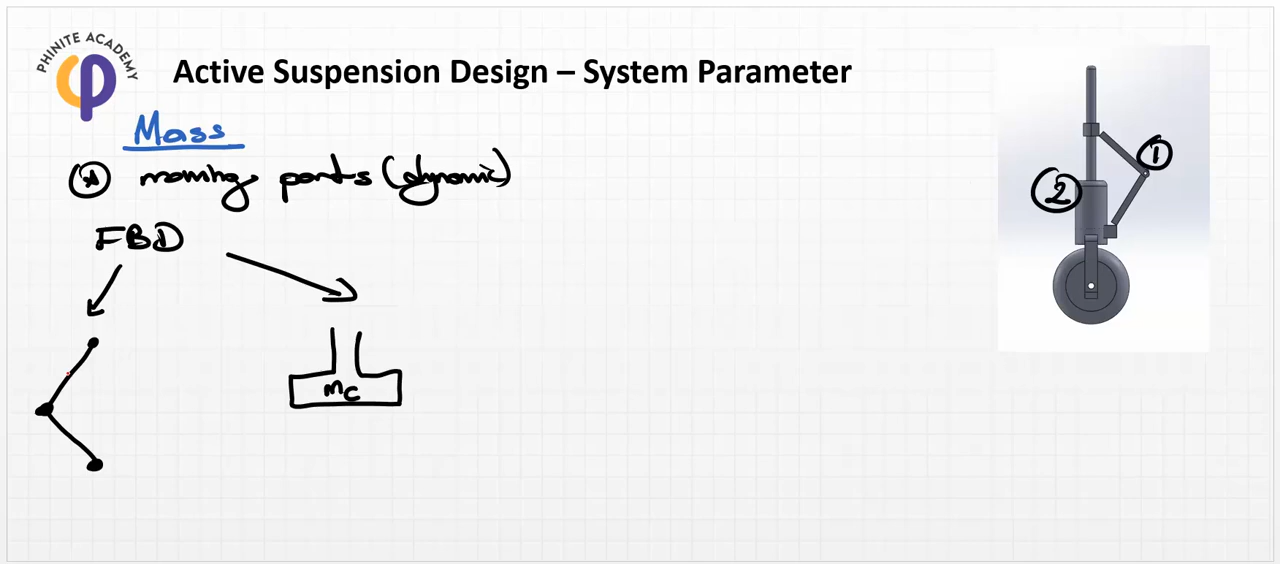 PHINITE ACADEMY
Active Suspension Design – System Parameter
Mass
* moving parts (dynamic)
1
2
FBD
mc